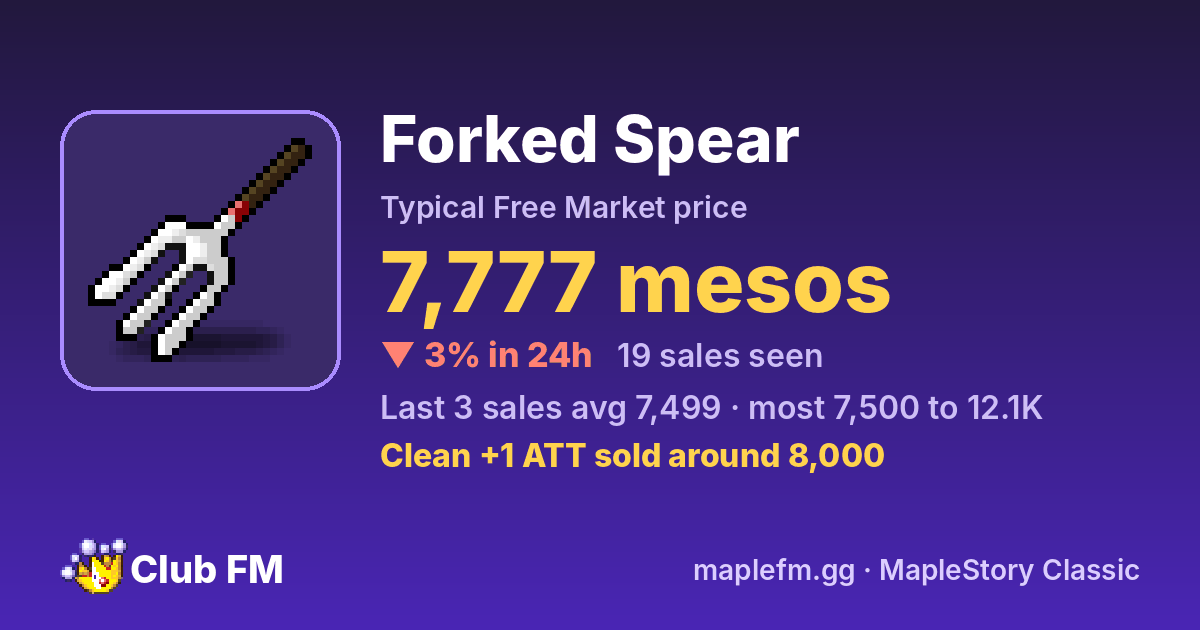 Forked Spear
Typical Free Market price
7,777 mesos
▼ 3% in 24h 19 sales seen
Last 3 sales avg 7,499 · most 7,500 to 12.1K
Clean +1 ATT sold around 8,000
Club FM
maplefm.gg · MapleStory Classic